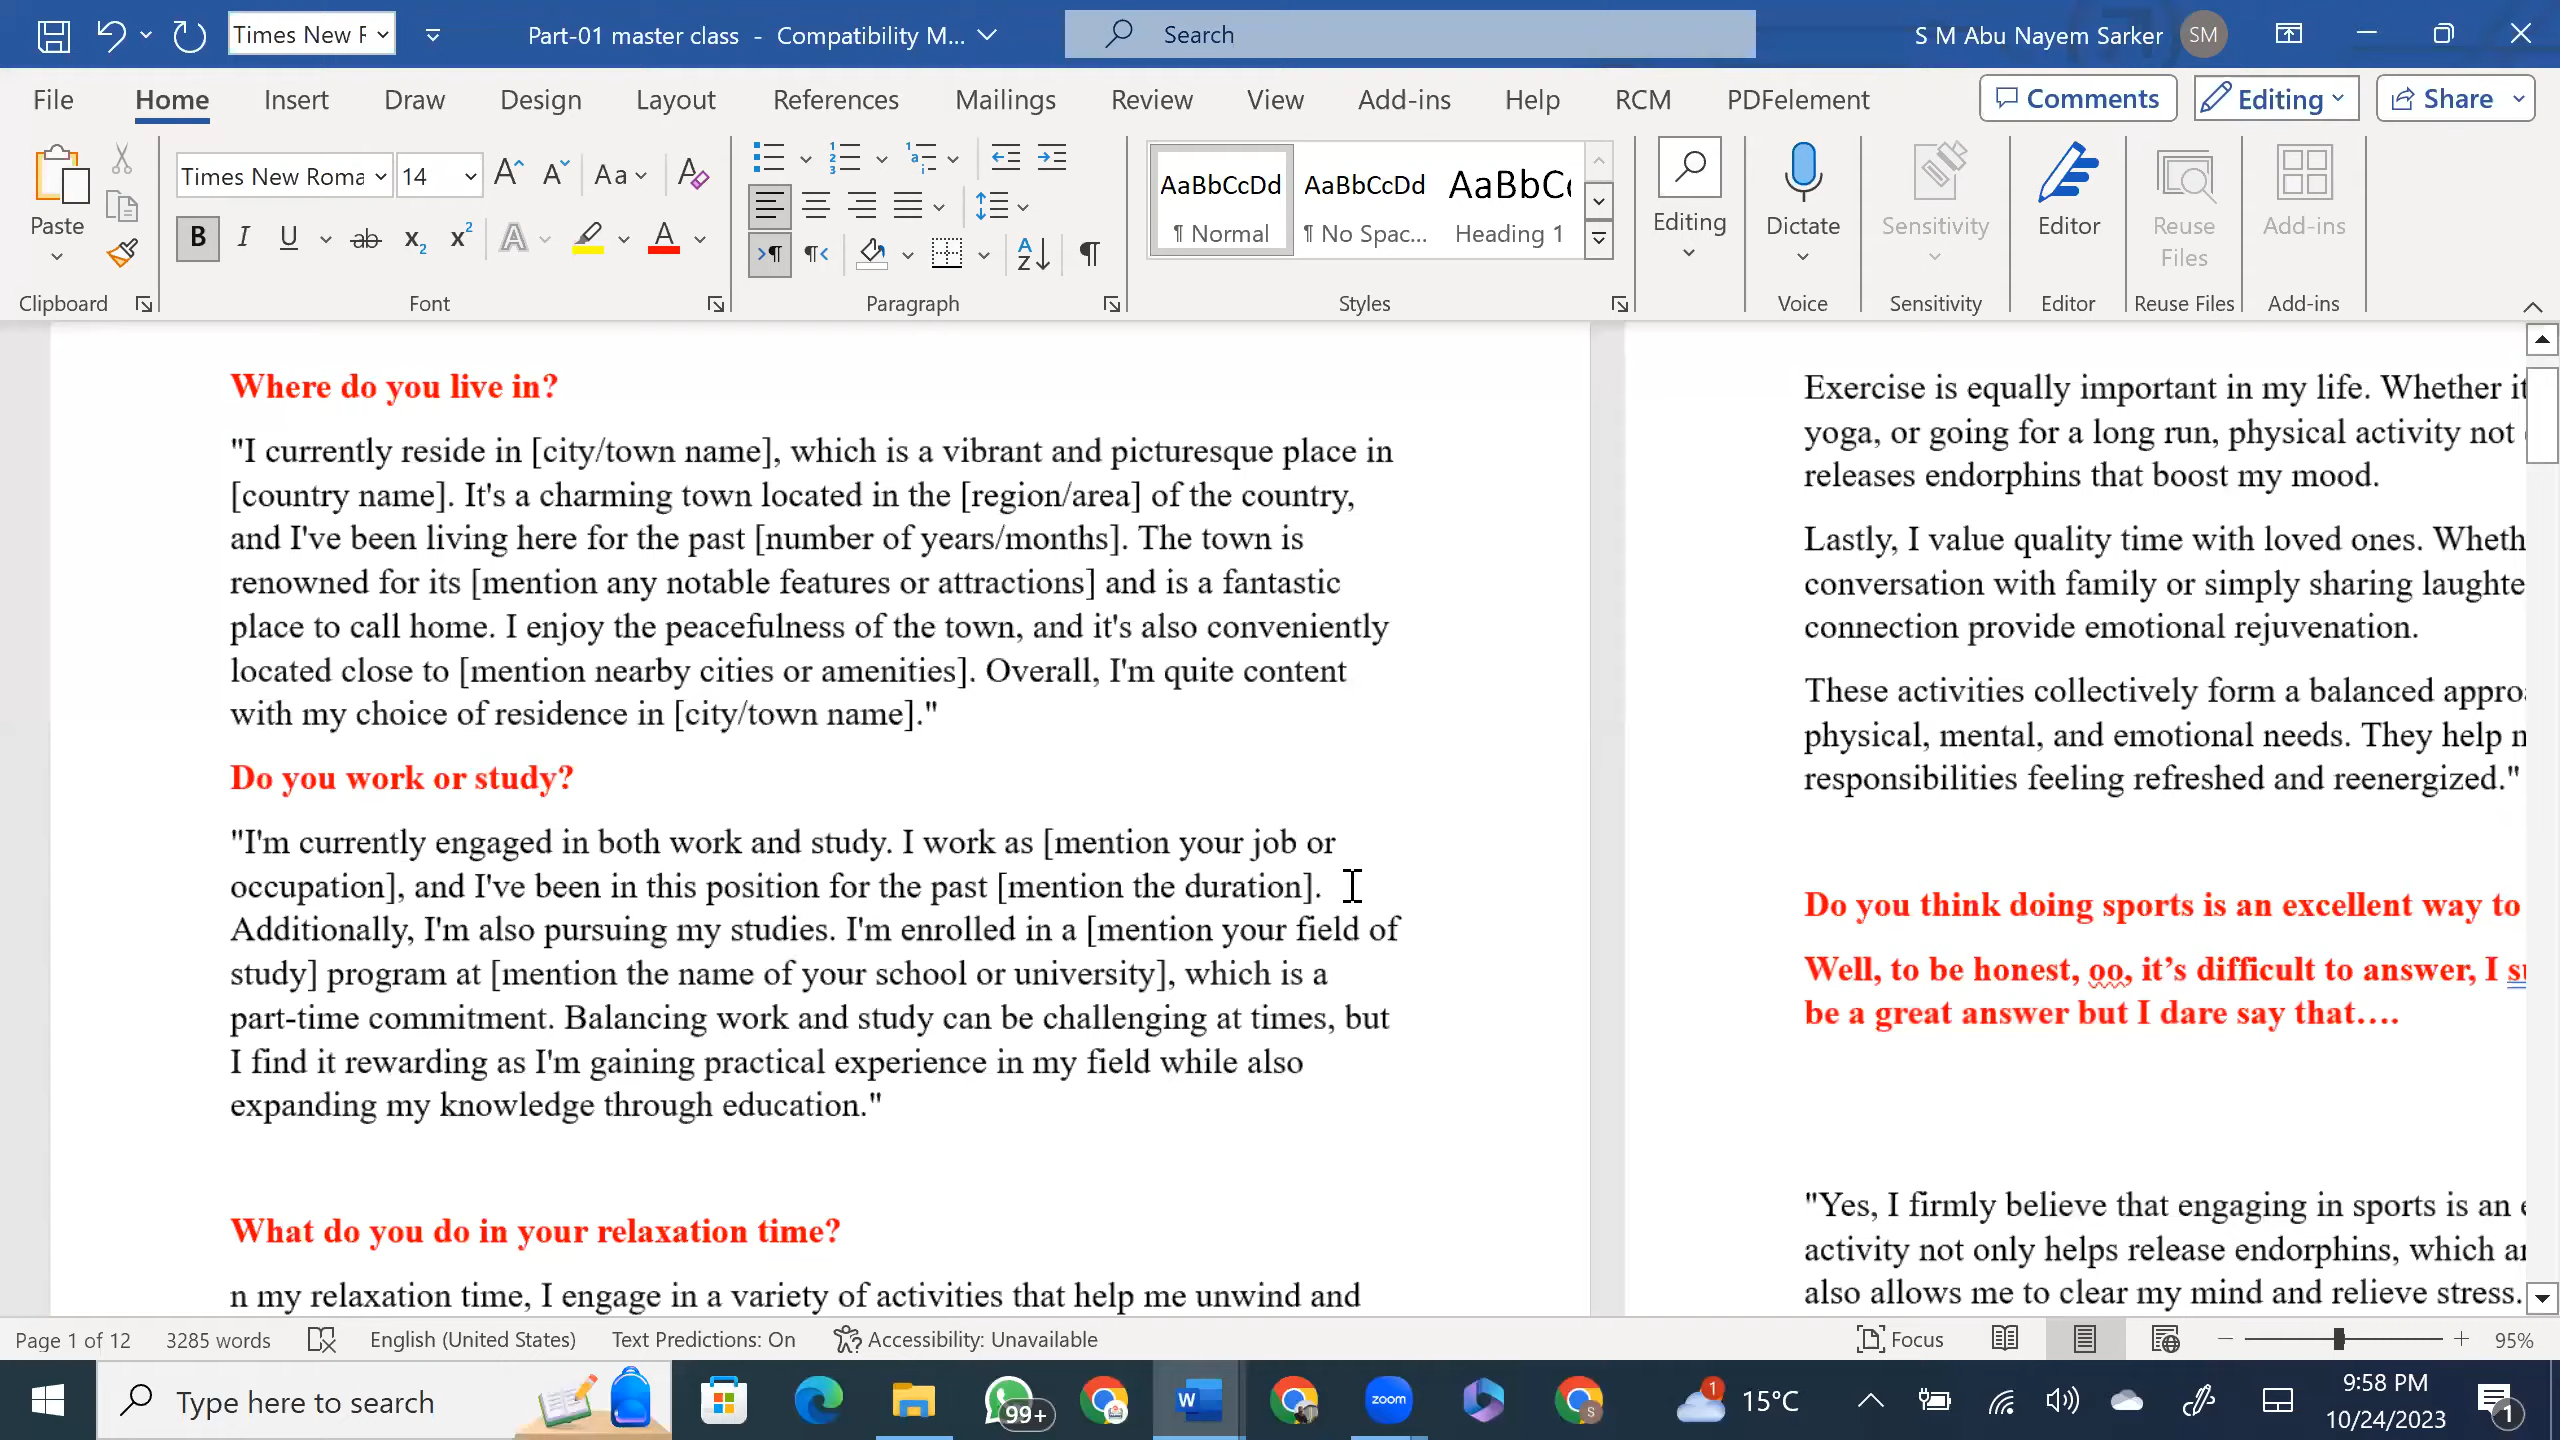 Times New F
Part-01 master class - Compatibility M...
Search
S M Abu Nayem Sarker
SM
File
Home
Insert
Draw
Design
Layout
References
Mailings
Review
View
Add-ins
Help
RCM
PDFelement
Comments
Editing
Share
Paste
Clipboard
Times New Roma
14
Aa
B I U ab x₂ x² A A
Font
Paragraph
AaBbCcDd
¶ Normal
AaBbCcDd
¶ No Spac...
AaBbC
Heading 1
Styles
Editing
Dictate
Voice
Sensitivity
Sensitivity
Editor
Editor
Reuse
Files
Reuse Files
Add-ins
Add-ins
Where do you live in?
"I currently reside in [city/town name], which is a vibrant and picturesque place in
[country name]. It's a charming town located in the [region/area] of the country,
and I've been living here for the past [number of years/months]. The town is
renowned for its [mention any notable features or attractions] and is a fantastic
place to call home. I enjoy the peacefulness of the town, and it's also conveniently
located close to [mention nearby cities or amenities]. Overall, I'm quite content
with my choice of residence in [city/town name]."
Do you work or study?
"I'm currently engaged in both work and study. I work as [mention your job or
occupation], and I've been in this position for the past [mention the duration].
Additionally, I'm also pursuing my studies. I'm enrolled in a [mention your field of
study] program at [mention the name of your school or university], which is a
part-time commitment. Balancing work and study can be challenging at times, but
I find it rewarding as I'm gaining practical experience in my field while also
expanding my knowledge through education."
What do you do in your relaxation time?
n my relaxation time, I engage in a variety of activities that help me unwind and
Exercise is equally important in my life. Whether it
yoga, or going for a long run, physical activity not
releases endorphins that boost my mood.
Lastly, I value quality time with loved ones. Wheth
conversation with family or simply sharing laughte
connection provide emotional rejuvenation.
These activities collectively form a balanced appro
physical, mental, and emotional needs. They help
responsibilities feeling refreshed and reenergized."
Do you think doing sports is an excellent way to
Well, to be honest, oo, it's difficult to answer, I
be a great answer but I dare say that….
"Yes, I firmly believe that engaging in sports is an
activity not only helps release endorphins, which
also allows me to clear my mind and relieve stress.
Page 1 of 12
3285 words
English (United States)
Text Predictions: On
Accessibility: Unavailable
Focus
95%
Type here to search
99+
zoom
S
1
15°C
9:58 PM
10/24/2023
1